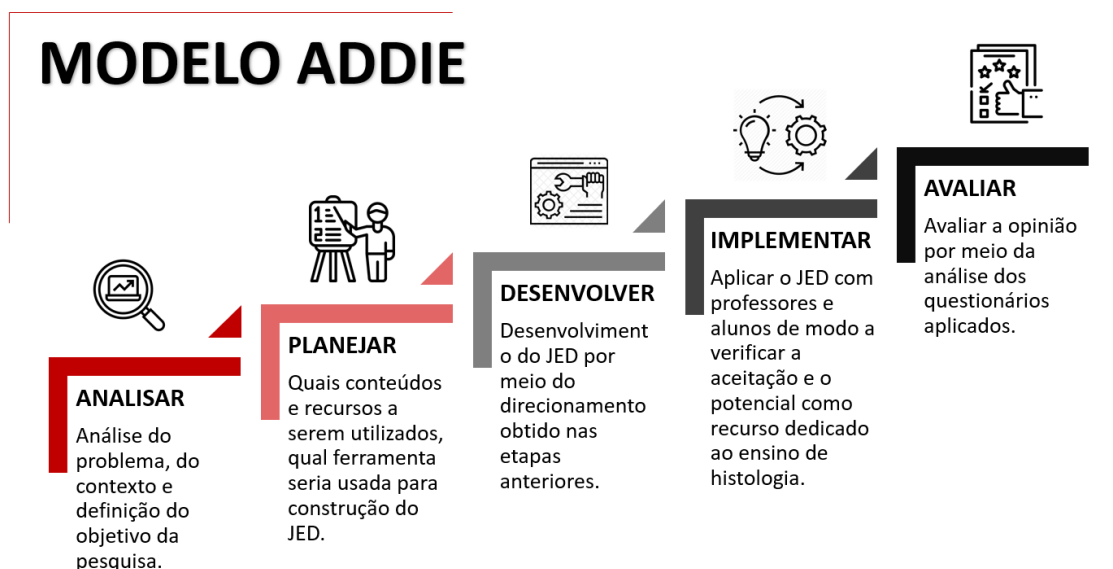 MODELO ADDIE
ANALISAR
Análise do
problema, do
contexto e
definição do
objetivo da
pesquisa.
PLANEJAR
Quais conteúdos
e recursos a
serem utilizados,
qual ferramenta
seria usada para
construção do
JED.
DESENVOLVER
Desenvolviment
o do JED por
meio do
direcionamento
obtido nas
etapas
anteriores.
IMPLEMENTAR
Aplicar o JED com
professores e
alunos de modo a
verificar a
aceitação e o
potencial como
recurso dedicado
ao ensino de
histologia.
AVALIAR
Avaliar a opinião
por meio da
análise dos
questionários
aplicados.